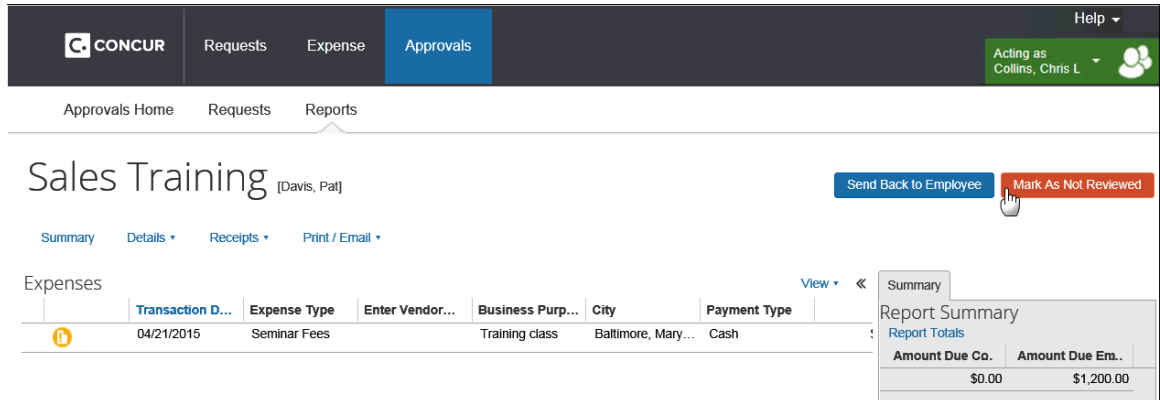 Help
C. CONCUR Requests Expense Approvals
Acting as
Collins, Chris L
Approvals Home Requests Reports
Sales Training [Davis, Pat]
Send Back to Employee Mark As Not Reviewed
Summary Details Receipts Print / Email
Expenses View « Summary
Transaction D... Expense Type Enter Vendor... Business Purp... City Payment Type
04/21/2015 Seminar Fees Training class Baltimore, Mary... Cash
Report Summary
Report Totals
Amount Due Co. Amount Due Em..
$0.00 $1,200.00